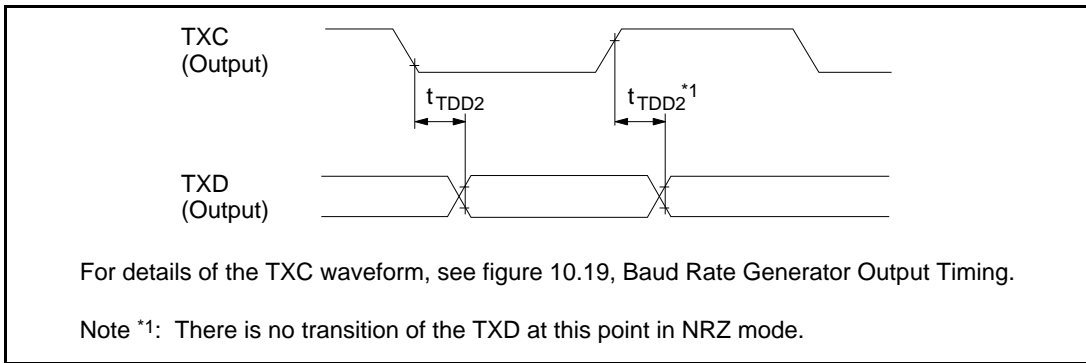 TXC
(Output)
tTDD2
tTDD2*1
TXD
(Output)
For details of the TXC waveform, see figure 10.19, Baud Rate Generator Output Timing.
Note *1: There is no transition of the TXD at this point in NRZ mode.